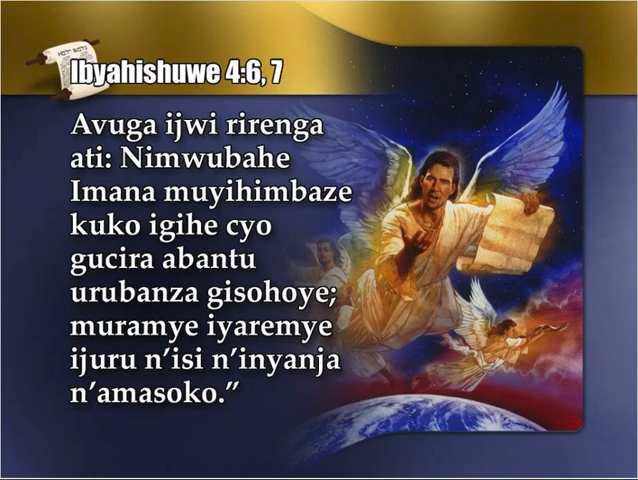 Ibyahishuwe 4:6, 7
Avuga ijwi rirenga
ati: Nimwubahe
Imana muyihimbaze
kuko igihe cyo
gucira abantu
urubanza gisohoye;
muramye iyaremye
ijuru n’isi n’inyanja
n’amasoko.”